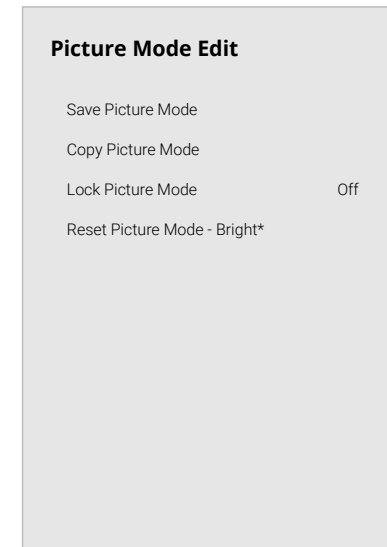 Picture Mode Edit
Save Picture Mode
Copy Picture Mode
Lock Picture Mode Off
Reset Picture Mode - Bright*